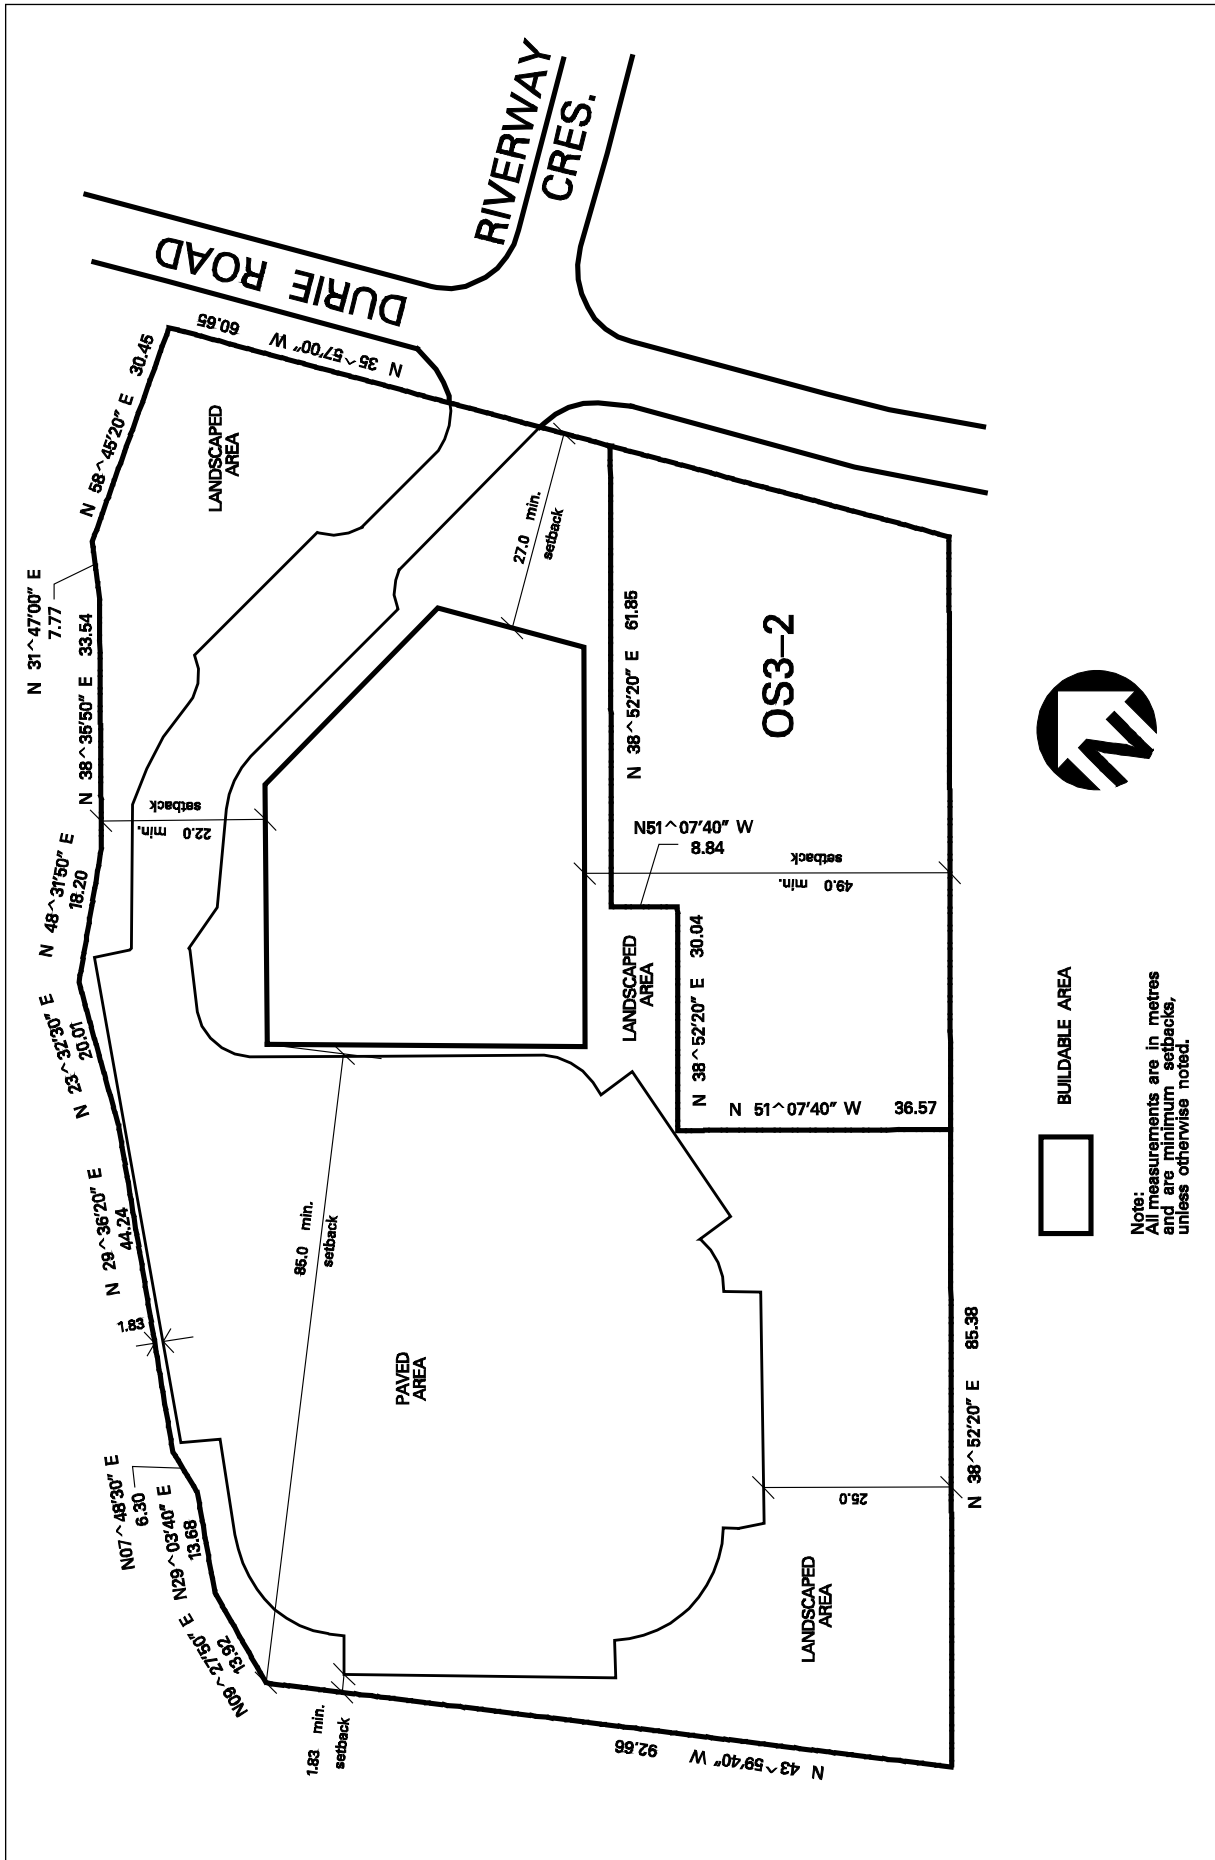 RIVERWAY
CRES.
DURIE ROAD
N 35^57'00" W 60.65
N 58^45'20" E 30.45
LANDSCAPED
AREA
N 31^47'00" E
7.77
N 38^35'50" E 33.54
27.0 min.
setback
22.0 min.
setback
N 38^52'20" E 61.85
OS3-2
N51^07'40" W
8.84
49.0 min.
setback
N 48^31'50" E
18.20
N 23^32'30" E
20.01
LANDSCAPED
AREA
N 38^52'20" E 30.04
N 51^07'40" W 36.57
N 29^36'20" E
44.24
1.83
85.0 min.
setback
PAVED
AREA
N 38^52'20" E 85.38
25.0
N07^48'30" E
6.30
N29^03'40" E
13.68
N09^27'50" E
13.92
LANDSCAPED
AREA
1.83 min.
setback
N 43^59'40" W 92.66
N
BUILDABLE AREA
Note:
All measurements are in metres
and are minimum setbacks,
unless otherwise noted.